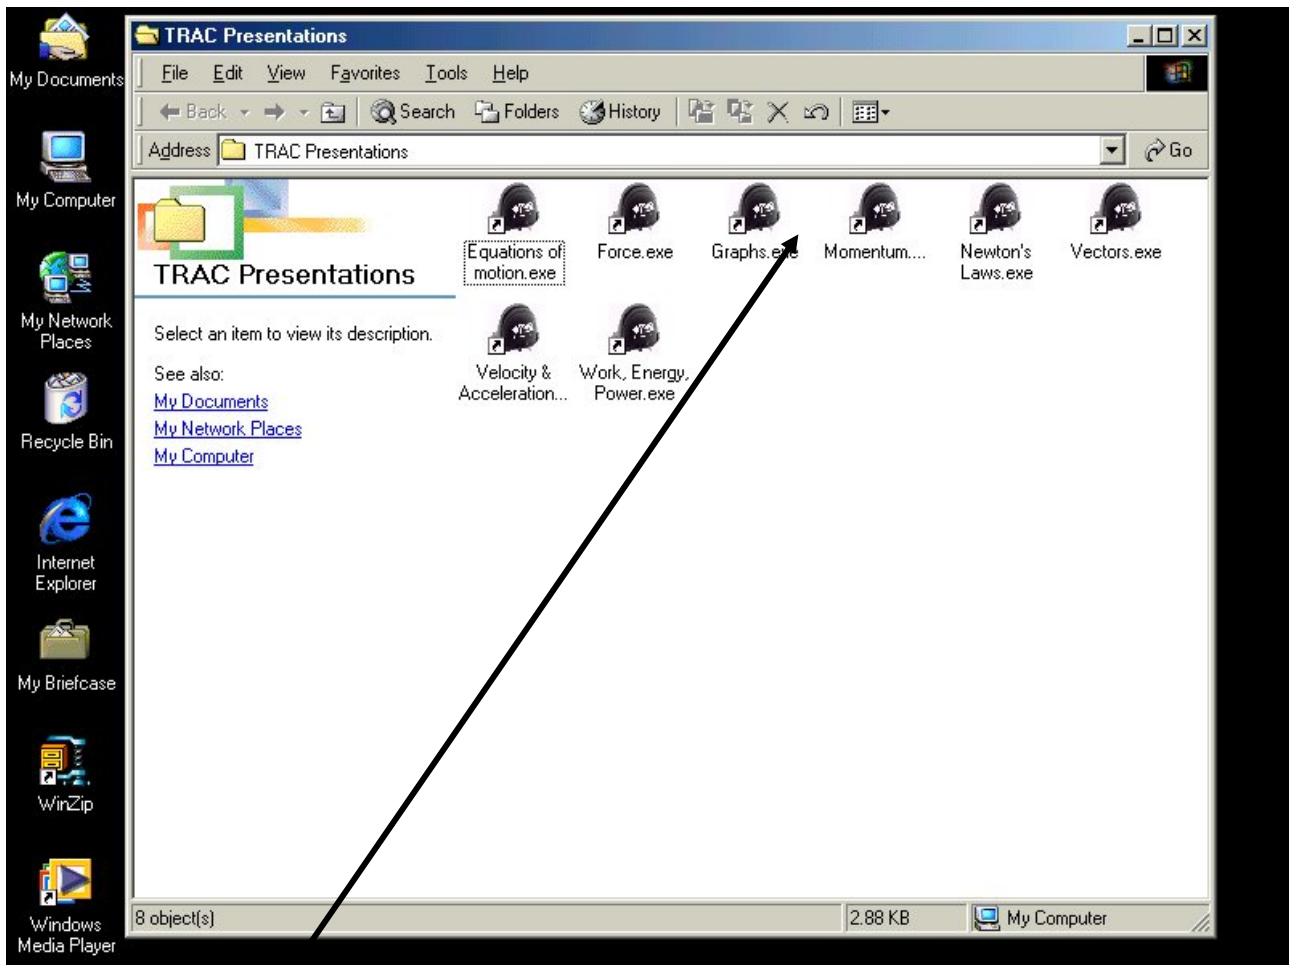 My Documents
My Computer
My Network
Places
Recycle Bin
Internet
Explorer
My Briefcase
WinZip
Windows
Media Player
TRAC Presentations
File Edit View Favorites Tools Help
Back Search Folders History
Address TRAC Presentations Go
TRAC Presentations
Select an item to view its description.
See also:
My Documents
My Network Places
My Computer
Equations of
motion.exe
Force.exe
Graphs.exe
Momentum....
Newton's
Laws.exe
Vectors.exe
Velocity &
Acceleration...
Work, Energy,
Power.exe
8 object(s) 2.88 KB My Computer